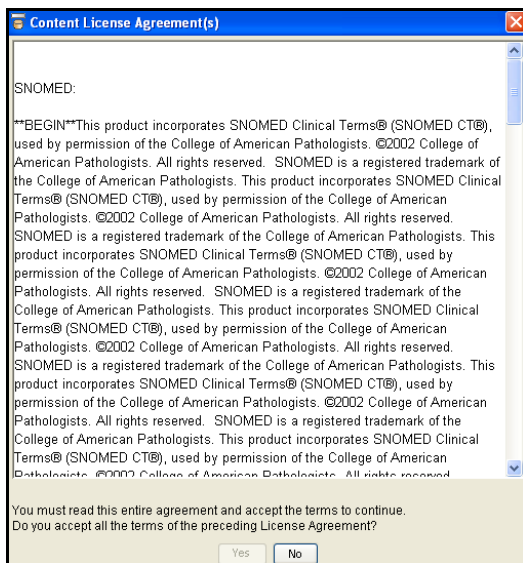 Content License Agreement(s)
SNOMED:
**BEGIN**This product incorporates SNOMED Clinical Terms® (SNOMED CT®),
used by permission of the College of American Pathologists. ©2002 College of
American Pathologists. All rights reserved.  SNOMED is a registered trademark of
the College of American Pathologists. This product incorporates SNOMED Clinical
Terms® (SNOMED CT®), used by permission of the College of American
Pathologists. ©2002 College of American Pathologists. All rights reserved.
SNOMED is a registered trademark of the College of American Pathologists. This
product incorporates SNOMED Clinical Terms® (SNOMED CT®), used by
permission of the College of American Pathologists. ©2002 College of American
Pathologists. All rights reserved.  SNOMED is a registered trademark of the
College of American Pathologists. This product incorporates SNOMED Clinical
Terms® (SNOMED CT®), used by permission of the College of American
Pathologists. ©2002 College of American Pathologists. All rights reserved.
SNOMED is a registered trademark of the College of American Pathologists. This
product incorporates SNOMED Clinical Terms® (SNOMED CT®), used by
permission of the College of American Pathologists. ©2002 College of American
Pathologists. All rights reserved.  SNOMED is a registered trademark of the
College of American Pathologists. This product incorporates SNOMED Clinical
Terms® (SNOMED CT®), used by permission of the College of American
Pathologists. ©2002 College of American Pathologists. All rights reserved.
You must read this entire agreement and accept the terms to continue.
Do you accept all the terms of the preceding License Agreement?
Yes No